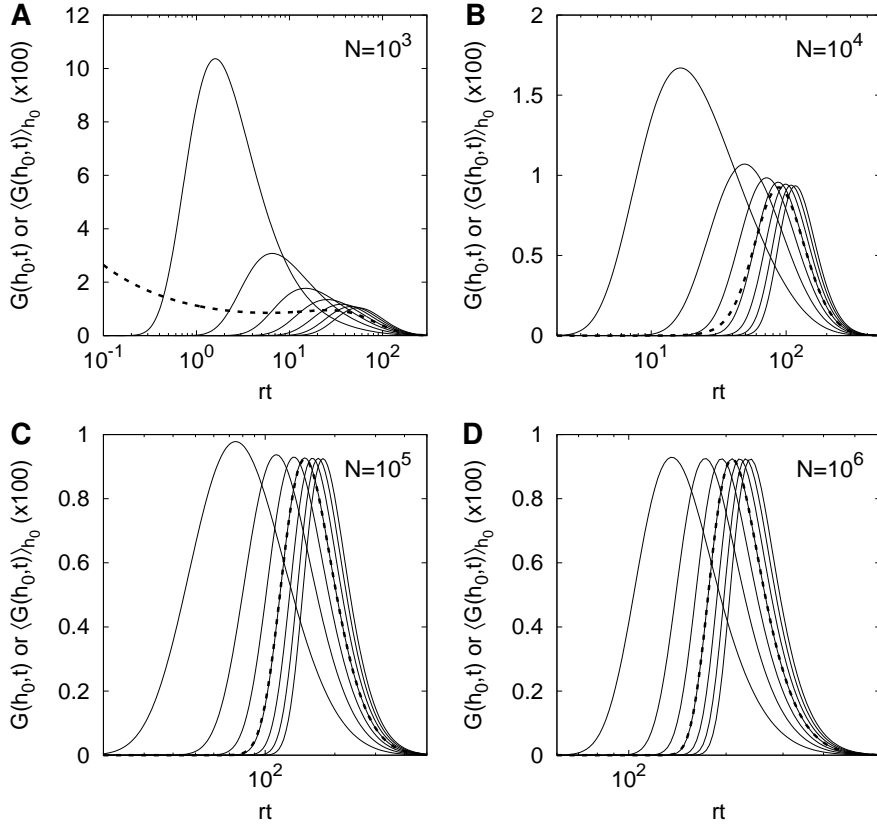 A
B
N=10³
N=10⁴
G(h₀,t) or ⟨G(h₀,t)⟩h₀ (x100)
12
10
8
6
4
2
0
10⁻¹
10⁰
10¹
10²
rt
G(h₀,t) or ⟨G(h₀,t)⟩h₀ (x100)
2
1.5
1
0.5
0
10¹
10²
rt
C
D
N=10⁵
N=10⁶
G(h₀,t) or ⟨G(h₀,t)⟩h₀ (x100)
1
0.8
0.6
0.4
0.2
0
10²
rt
G(h₀,t) or ⟨G(h₀,t)⟩h₀ (x100)
1
0.8
0.6
0.4
0.2
0
10²
rt